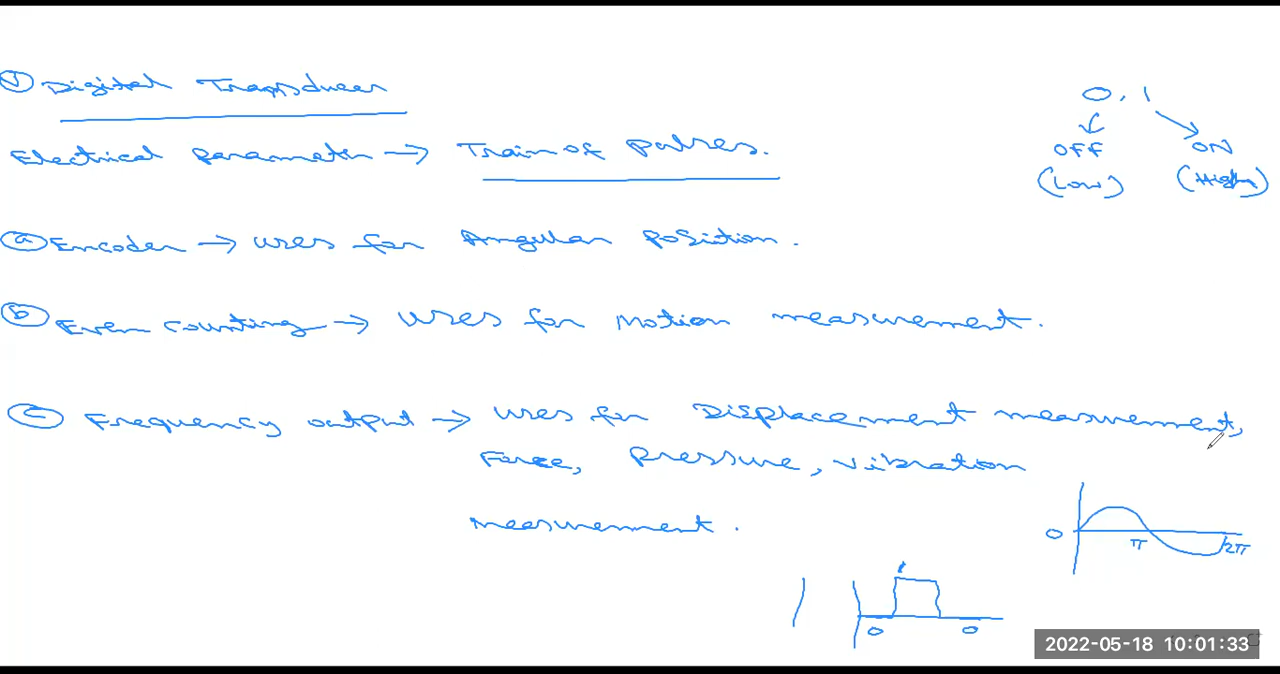 v Digital Transducer
Electrical parameter → Train of pulses.
0, 1
OFF
ON
(Low)
(High)
a Encoder → uses for Angular position.
b Even counting → uses for Motion measurement.
c Frequency output → uses for Displacement measurement,
Force, Pressure, Vibration
measurement.
0 π 2π
1
0 0
2022-05-18 10:01:33